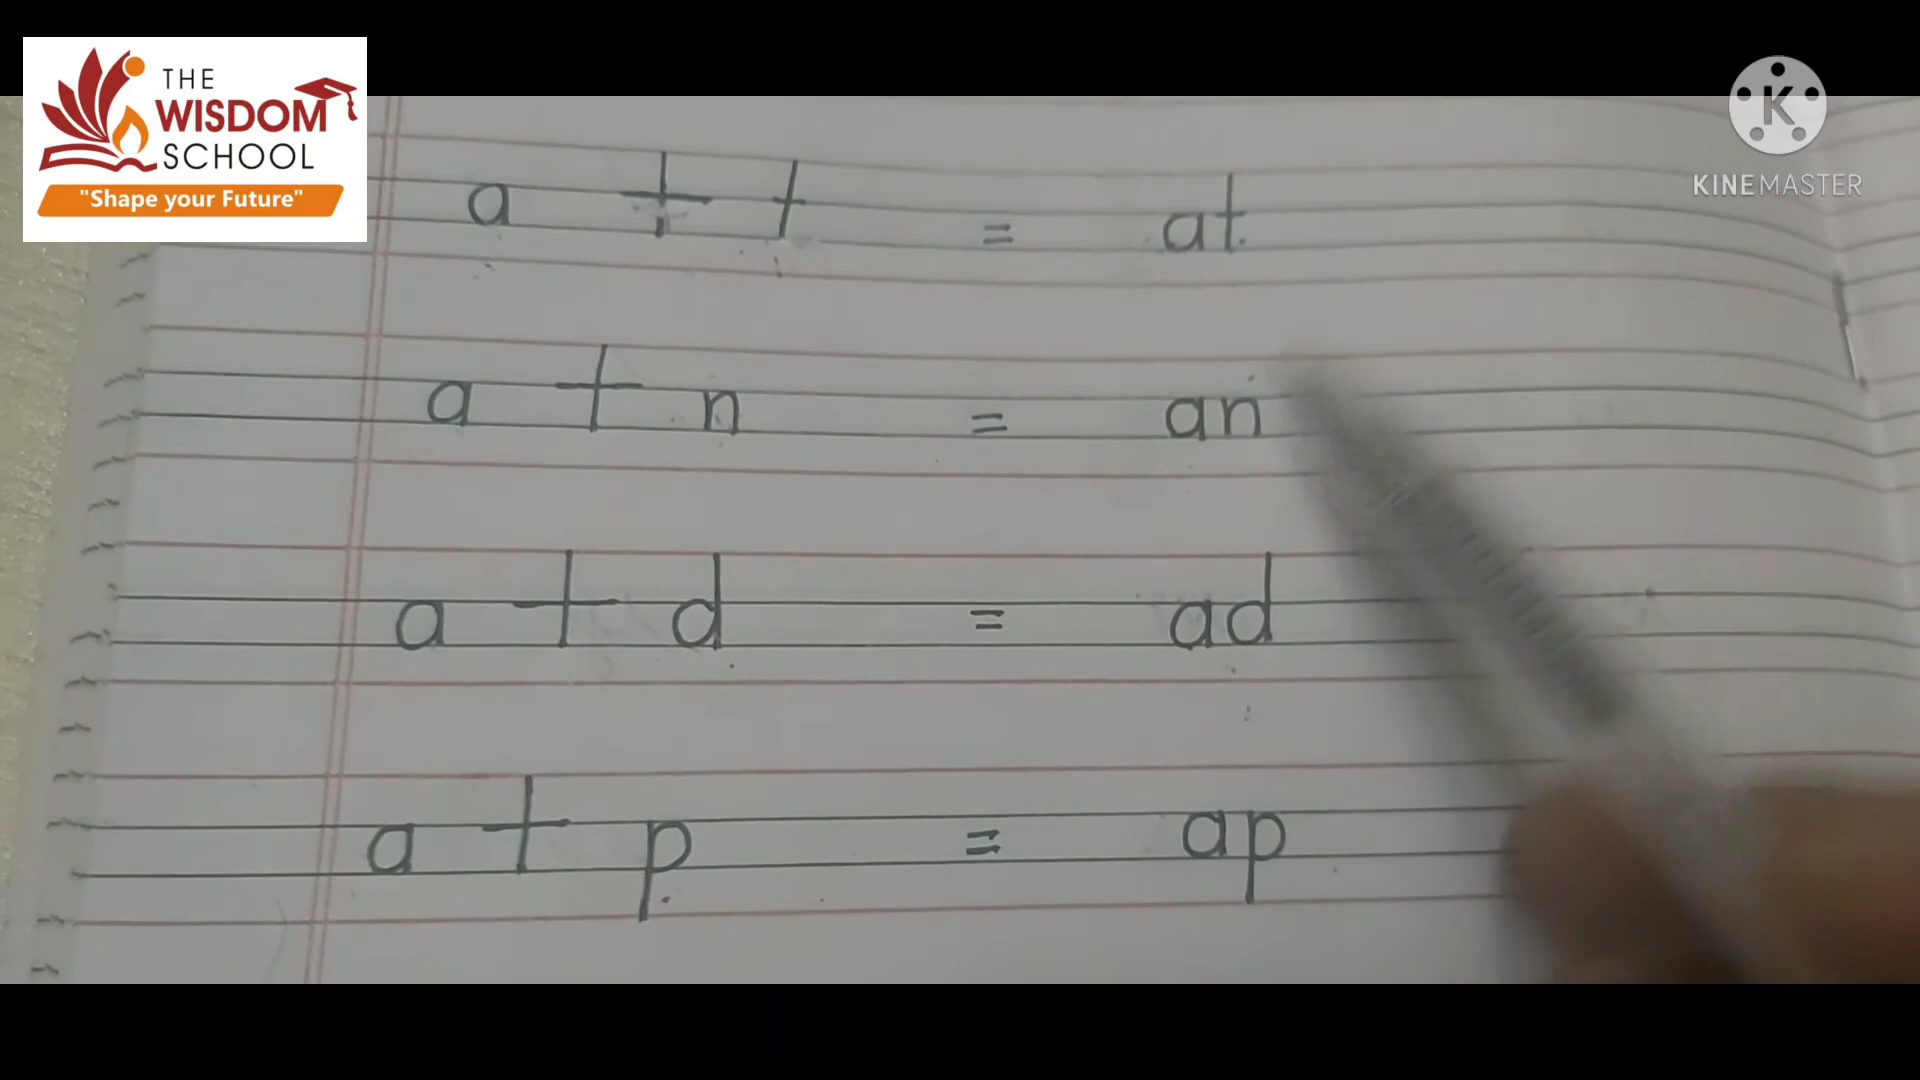 THE
WISDOM
SCHOOL
"Shape your Future"
K
KINEMASTER
a + t = at
a + n = an
a + d = ad
a + p = ap